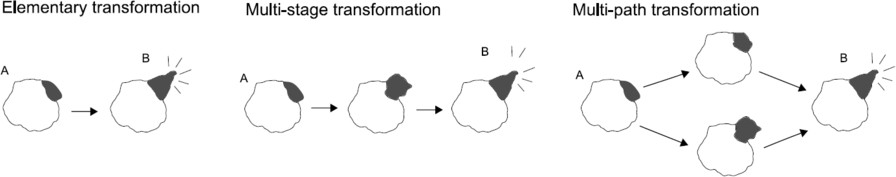 Elementary transformation
A
B
Multi-stage transformation
A
B
Multi-path transformation
A
B